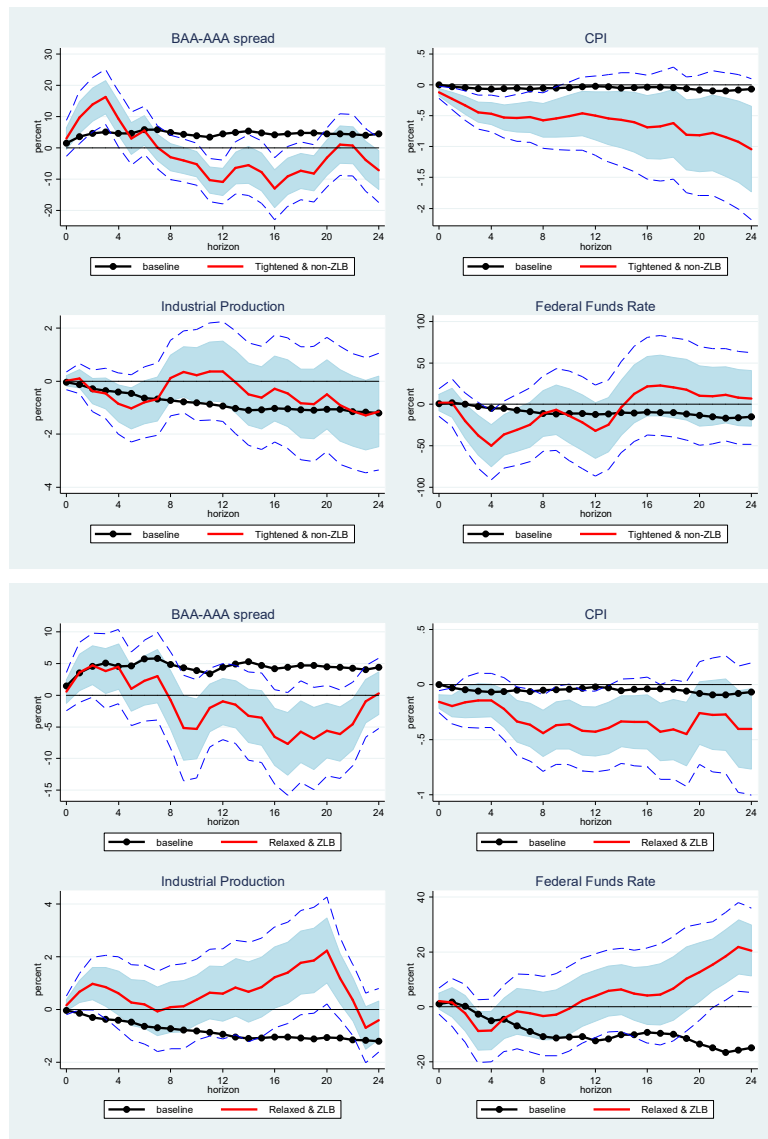 BAA-AAA spread
percent
30
20
10
0
-10
-20
0 4 8 12 16 20 24
horizon
baseline Tightened & non-ZLB
CPI
percent
.5
0
-.5
-1
-1.5
-2
0 4 8 12 16 20 24
horizon
baseline Tightened & non-ZLB
Industrial Production
percent
2
0
-2
-4
0 4 8 12 16 20 24
horizon
baseline Tightened & non-ZLB
Federal Funds Rate
percent
100
50
0
-50
-100
0 4 8 12 16 20 24
horizon
baseline Tightened & non-ZLB
BAA-AAA spread
percent
10
5
0
-5
-10
-15
0 4 8 12 16 20 24
horizon
baseline Relaxed & ZLB
CPI
percent
.5
0
-.5
-1
0 4 8 12 16 20 24
horizon
baseline Relaxed & ZLB
Industrial Production
percent
4
2
0
-2
0 4 8 12 16 20 24
horizon
baseline Relaxed & ZLB
Federal Funds Rate
percent
40
20
0
-20
0 4 8 12 16 20 24
horizon
baseline Relaxed & ZLB